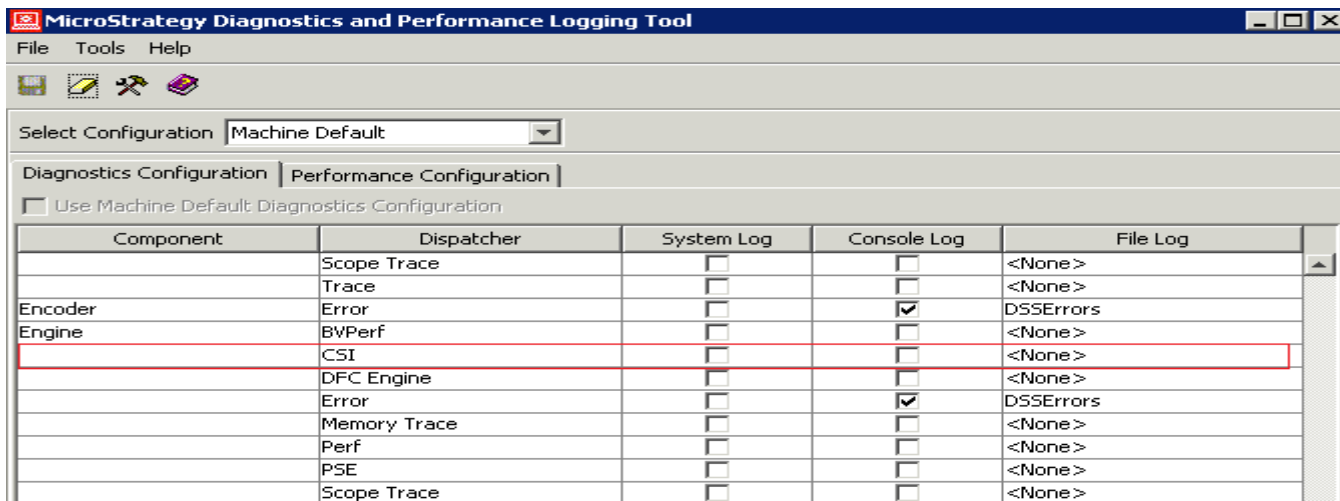 MicroStrategy Diagnostics and Performance Logging Tool
File Tools Help
Select Configuration Machine Default
Diagnostics Configuration Performance Configuration
Use Machine Default Diagnostics Configuration
Component Dispatcher System Log Console Log File Log
Scope Trace <None>
Trace <None>
Encoder Error DSSErrors
Engine BVPerf <None>
CSI <None>
DFC Engine <None>
Error DSSErrors
Memory Trace <None>
Perf <None>
PSE <None>
Scope Trace <None>